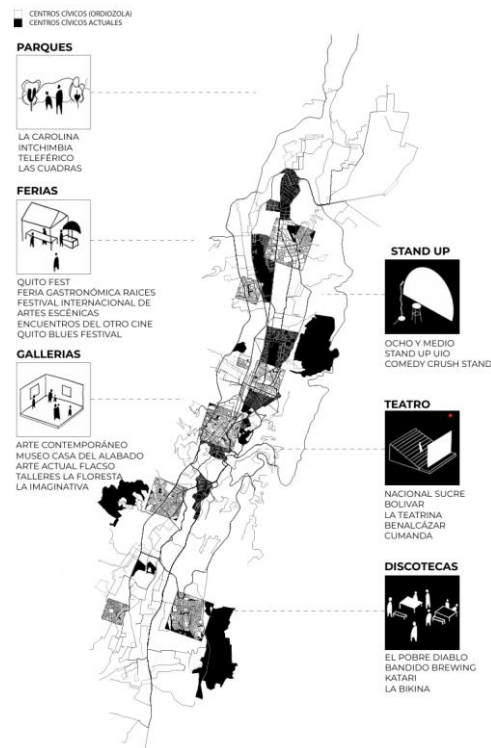 CENTROS CÍVICOS (ORDIOZOLA)
CENTROS CÍVICOS ACTUALES
PARQUES
LA CAROLINA
INTCHIMBIA
TELEFÉRICO
LAS CUADRAS
FERIAS
QUITO FEST
FERIA GASTRONÓMICA RAICES
FESTIVAL INTERNACIONAL DE
ARTES ESCÉNICAS
ENCUENTROS DEL OTRO CINE
QUITO BLUES FESTIVAL
GALLERIAS
ARTE CONTEMPORÁNEO
MUSEO CASA DEL ALABADO
ARTE ACTUAL FLACSO
TALLERES LA FLORESTA
LA IMAGINATIVA
STAND UP
OCHO Y MEDIO
STAND UP UIO
COMEDY CRUSH STAND
TEATRO
NACIONAL SUCRE
BOLIVAR
LA TEATRINA
BENALCÁZAR
CUMANDA
DISCOTECAS
EL POBRE DIABLO
BANDIDO BREWING
KATARI
LA BIKINA